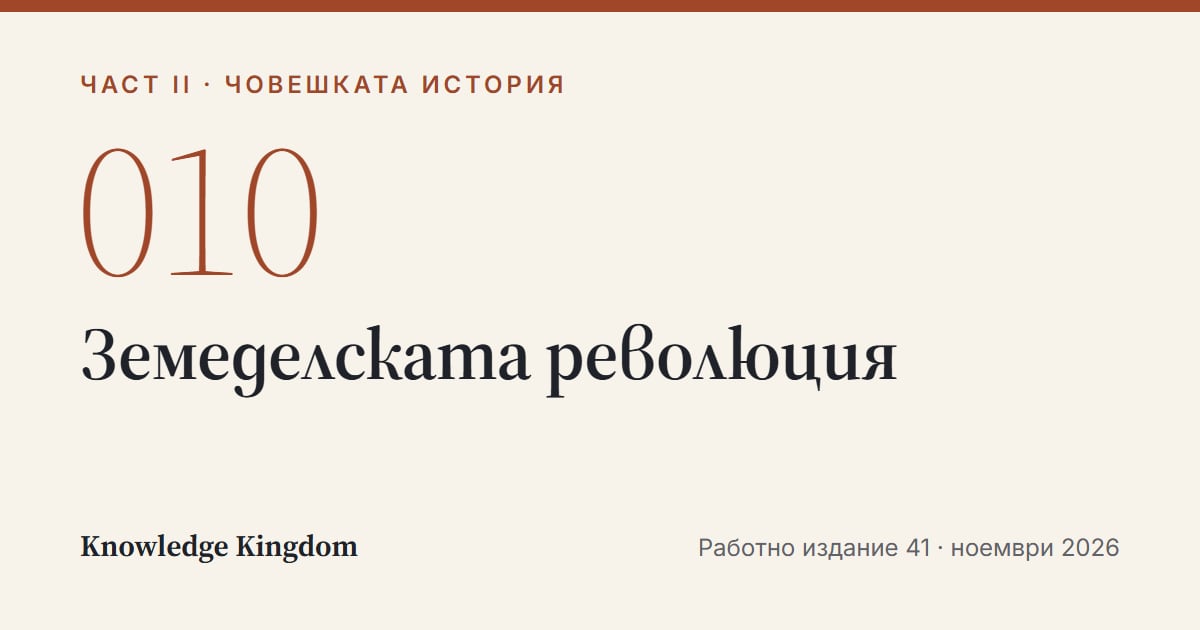 ЧАСТ II · ЧОВЕШКАТА ИСТОРИЯ
010
Земеделската революция
Knowledge Kingdom
Работно издание 41 · ноември 2026